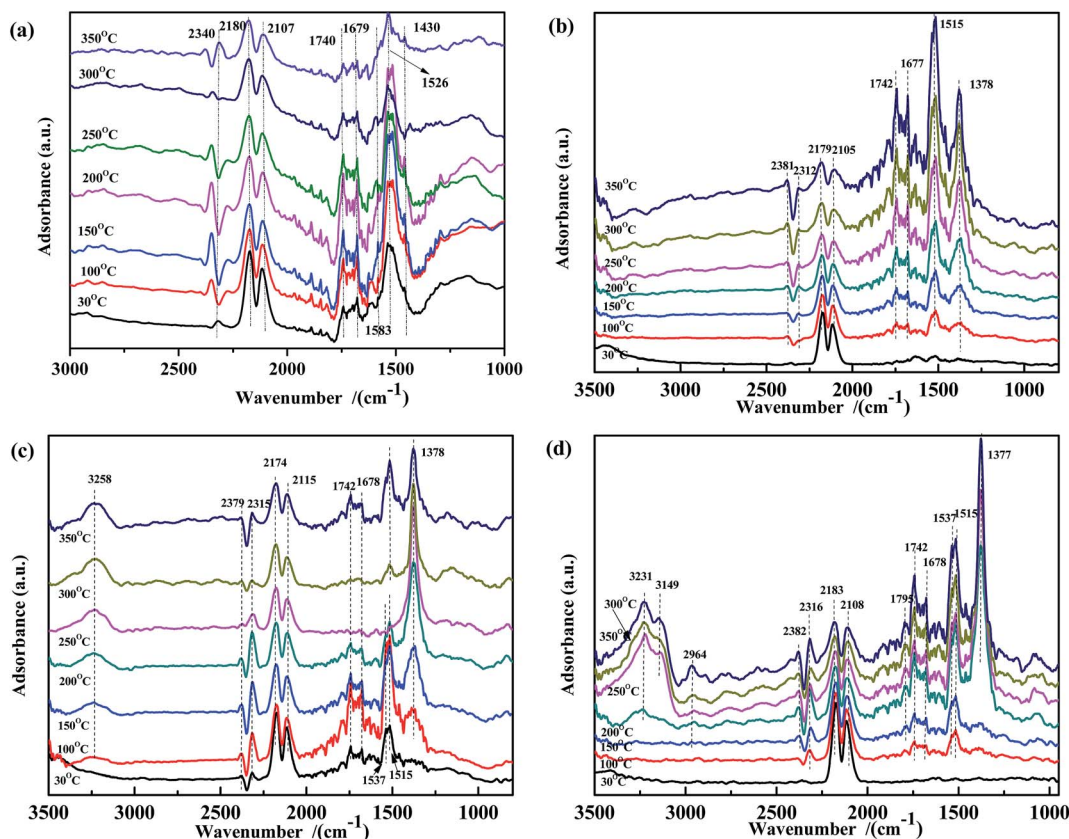 (a)
2340
2180
2107
1740
1679
1430
1526
1583
350°C
300°C
250°C
200°C
150°C
100°C
30°C
Adsorbance (a.u.)
3000 2500 2000 1500 1000
Wavenumber /(cm-1)
(b)
1515
1742
1677
1378
2381
2312
2179
2105
350°C
300°C
250°C
200°C
150°C
100°C
30°C
Adsorbance (a.u.)
3500 3000 2500 2000 1500 1000
Wavenumber /(cm-1)
(c)
3258
2379
2315
2174
2115
1742
1678
1378
1537
1515
350°C
300°C
250°C
200°C
150°C
100°C
30°C
Adsorbance (a.u.)
3500 3000 2500 2000 1500 1000
Wavenumber /(cm-1)
(d)
1377
1537
1515
1742
1678
1795
3231
3149
2964
2382
2316
2183
2108
300°C
350°C
250°C
200°C
150°C
100°C
30°C
Adsorbance (a.u.)
3500 3000 2500 2000 1500 1000
Wavenumber /(cm-1)